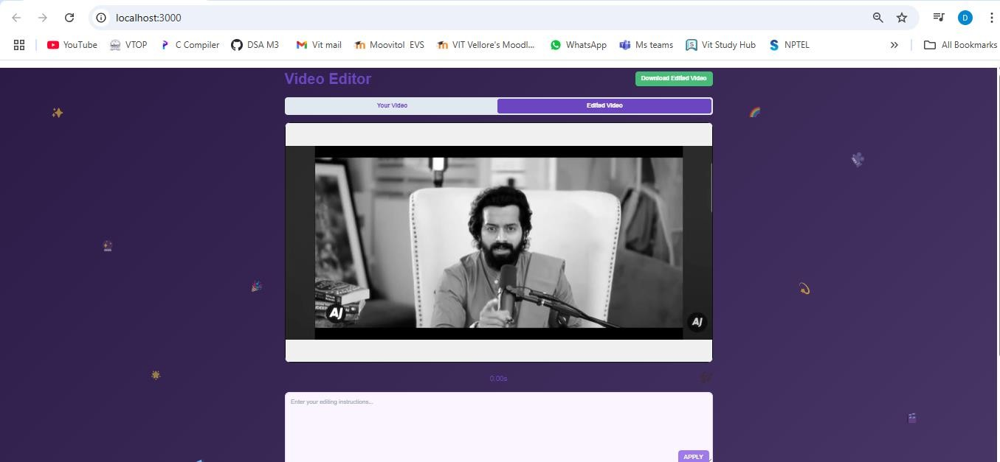 localhost:3000
D
YouTube VTOP C Compiler DSA M3 Vit mail Moovitol EVS VIT Vellore's Moodl... WhatsApp Ms teams Vit Study Hub NPTEL All Bookmarks
Video Editor
Download Edited Video
Your Video Edited Video
AJ
AJ
0.00s
Enter your editing instructions...
APPLY